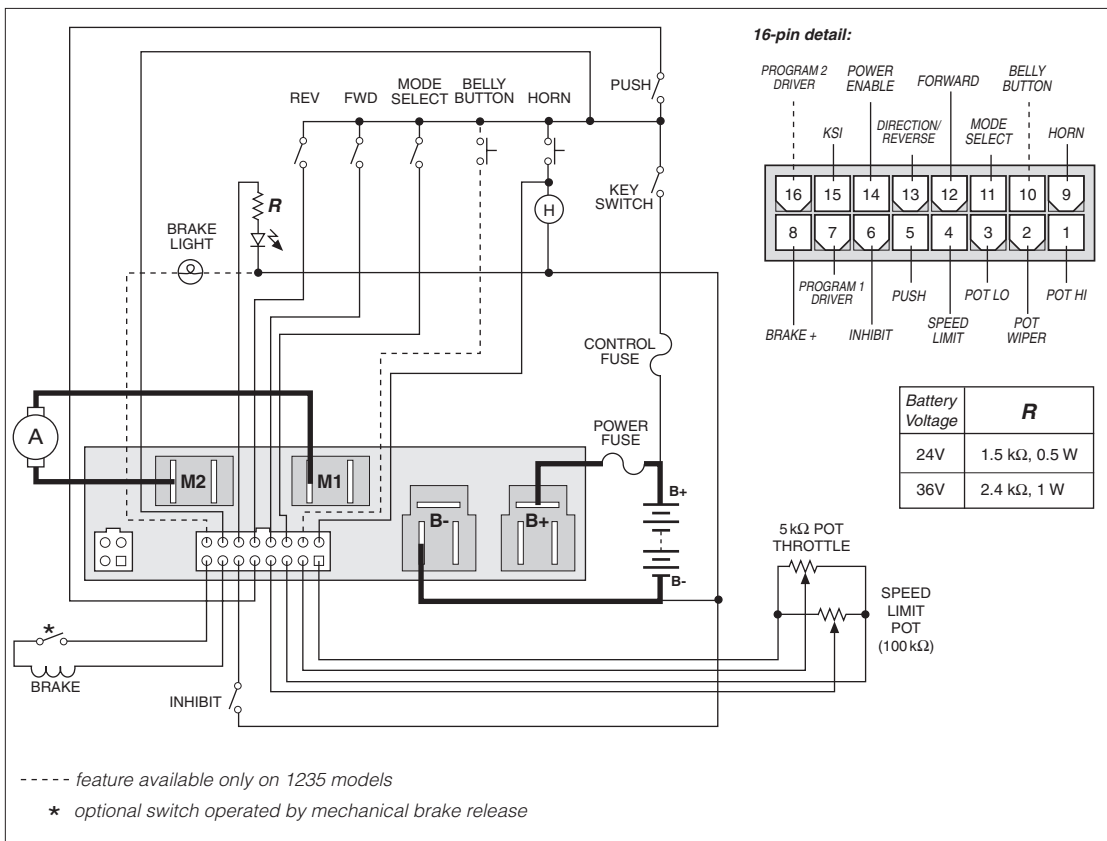 PUSH
REV
FWD
MODE
SELECT
BELLY
BUTTON
HORN
R
H
KEY
SWITCH
BRAKE
LIGHT
CONTROL
FUSE
A
POWER
FUSE
M2
M1
B-
B+
B+
B-
5 kΩ POT
THROTTLE
SPEED
LIMIT
POT
(100 kΩ)
*
BRAKE
INHIBIT
16-pin detail:
PROGRAM 2
DRIVER
KSI
POWER
ENABLE
DIRECTION/
REVERSE
FORWARD
MODE
SELECT
BELLY
BUTTON
HORN
16 15 14 13 12 11 10 9
8 7 6 5 4 3 2 1
BRAKE +
PROGRAM 1
DRIVER
INHIBIT
PUSH
SPEED
LIMIT
POT LO
POT
WIPER
POT HI
Battery
Voltage R
24V 1.5 kΩ, 0.5 W
36V 2.4 kΩ, 1 W
----- feature available only on 1235 models
* optional switch operated by mechanical brake release